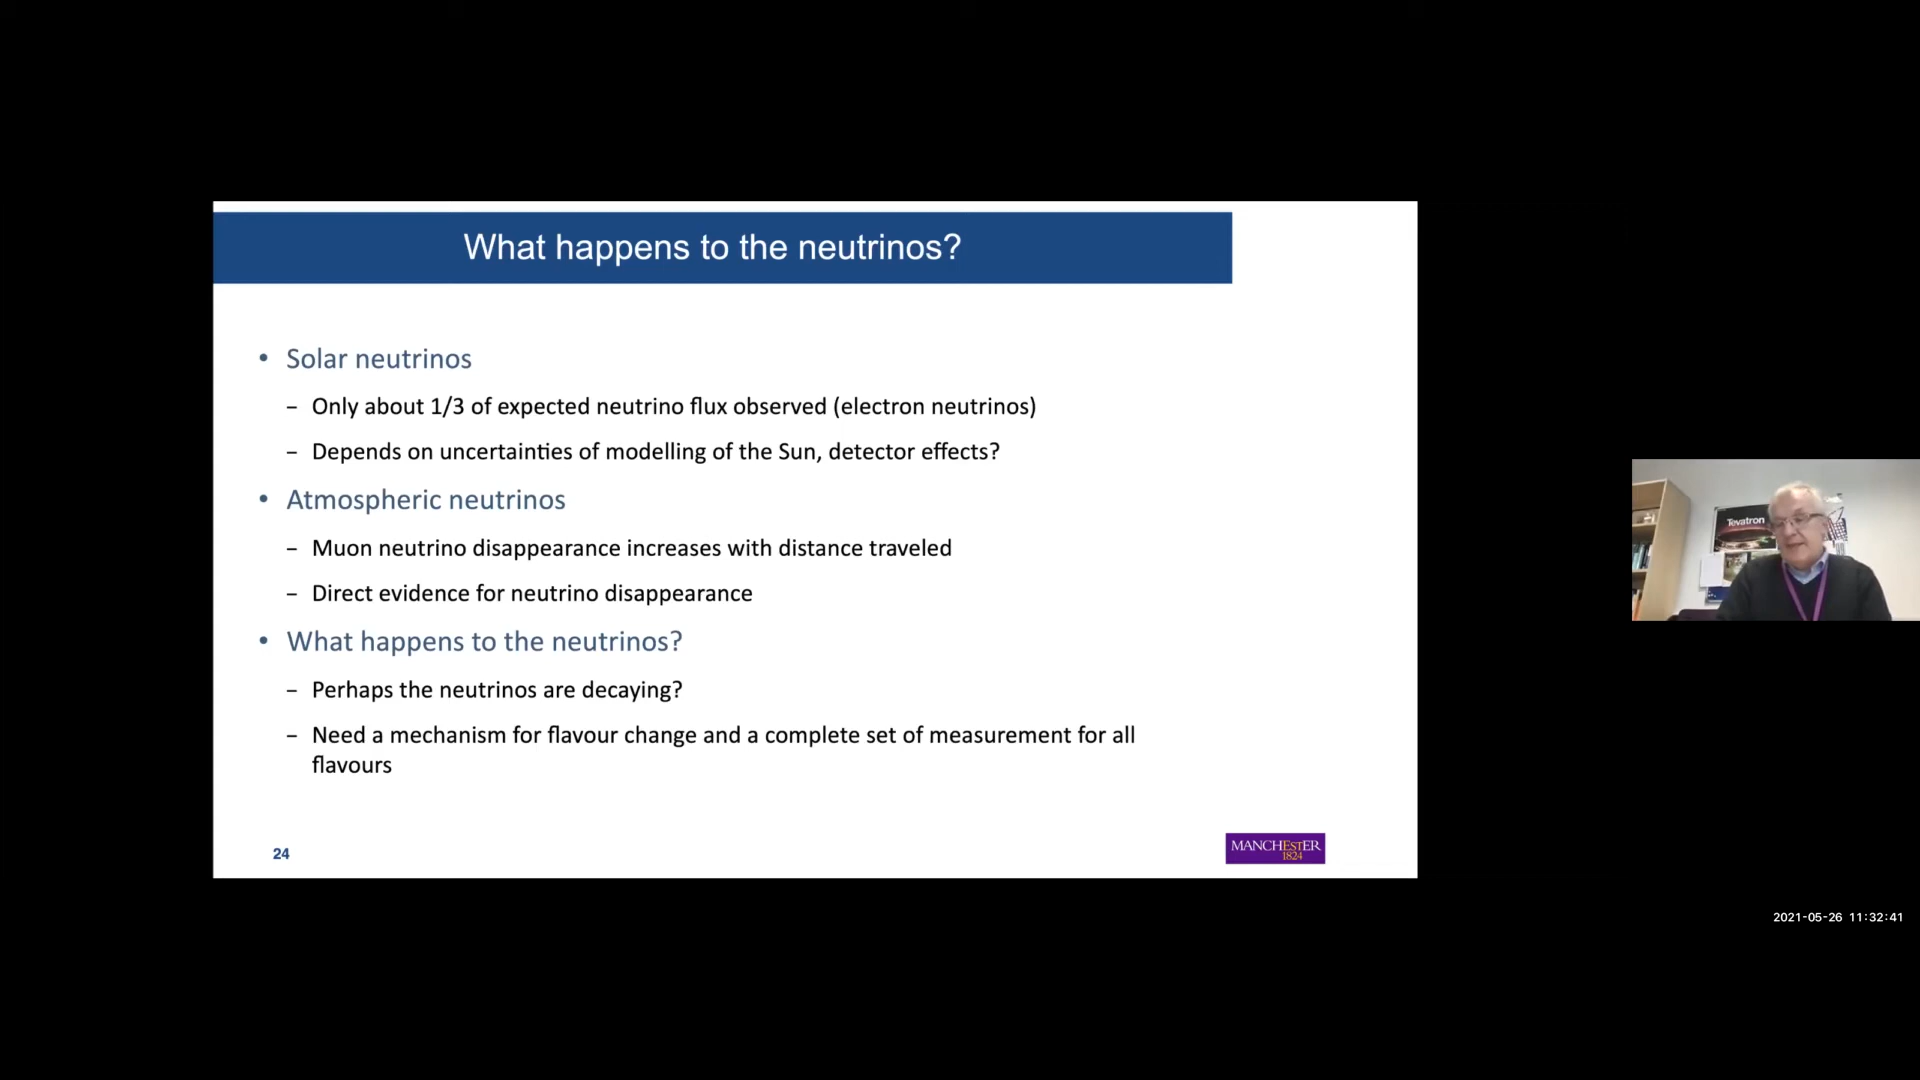 What happens to the neutrinos?
• Solar neutrinos
– Only about 1/3 of expected neutrino flux observed (electron neutrinos)
– Depends on uncertainties of modelling of the Sun, detector effects?
• Atmospheric neutrinos
– Muon neutrino disappearance increases with distance traveled
– Direct evidence for neutrino disappearance
• What happens to the neutrinos?
– Perhaps the neutrinos are decaying?
– Need a mechanism for flavour change and a complete set of measurement for all
flavours
24
MANCHESTER
1824
Tevatron
2021-05-26 11:32:41